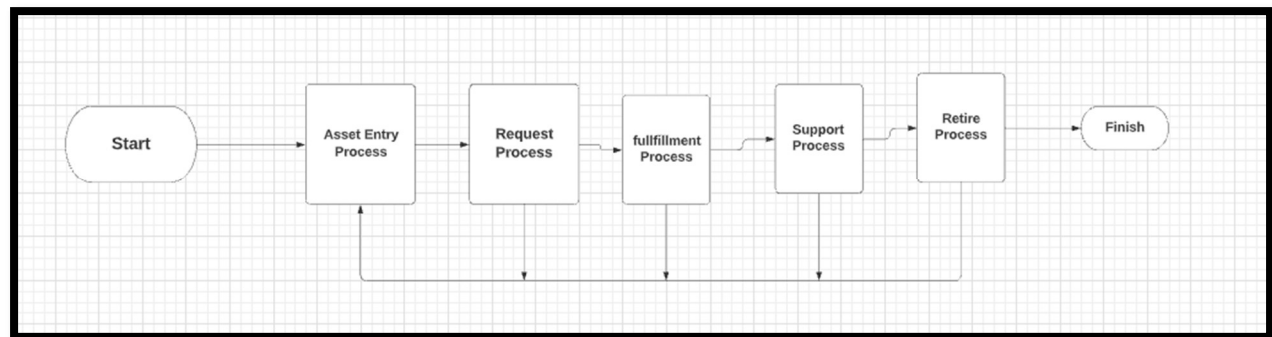 Start
Asset Entry
Process
Request
Process
fullfillment
Process
Support
Process
Retire
Process
Finish